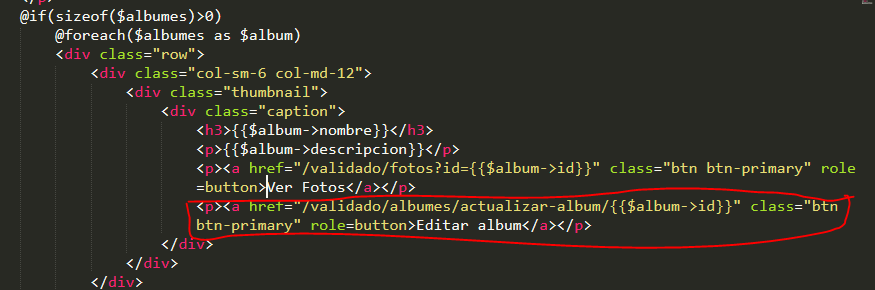 </p>
@if(sizeof($albumes)>0)
@foreach($albumes as $album)
<div class="row">
<div class="col-sm-6 col-md-12">
<div class="thumbnail">
<div class="caption">
<h3>{{$album->nombre}}</h3>
<p>{{$album->descripcion}}</p>
<p><a href="/validado/fotos?id={{$album->id}}" class="btn btn-primary" role
=button>Ver Fotos</a></p>
<p><a href="/validado/albumes/actualizar-album/{{$album->id}}" class="btn
btn-primary" role=button>Editar album</a></p>
</div>
</div>
</div>